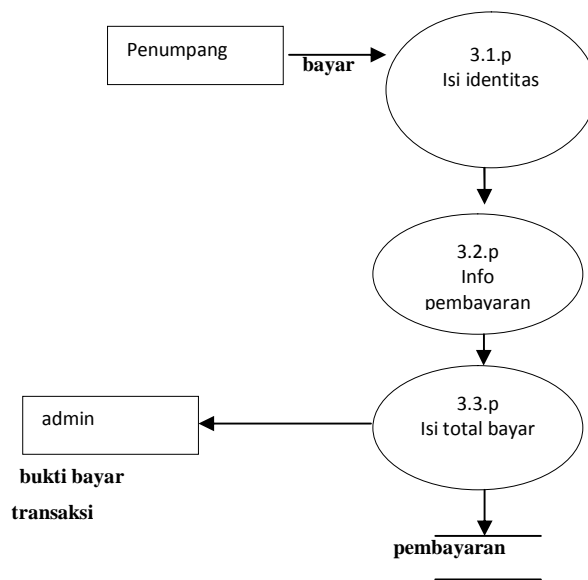 Penumpang
bayar
3.1.p
Isi identitas
3.2.p
Info
pembayaran
3.3.p
Isi total bayar
admin
bukti bayar
transaksi
pembayaran